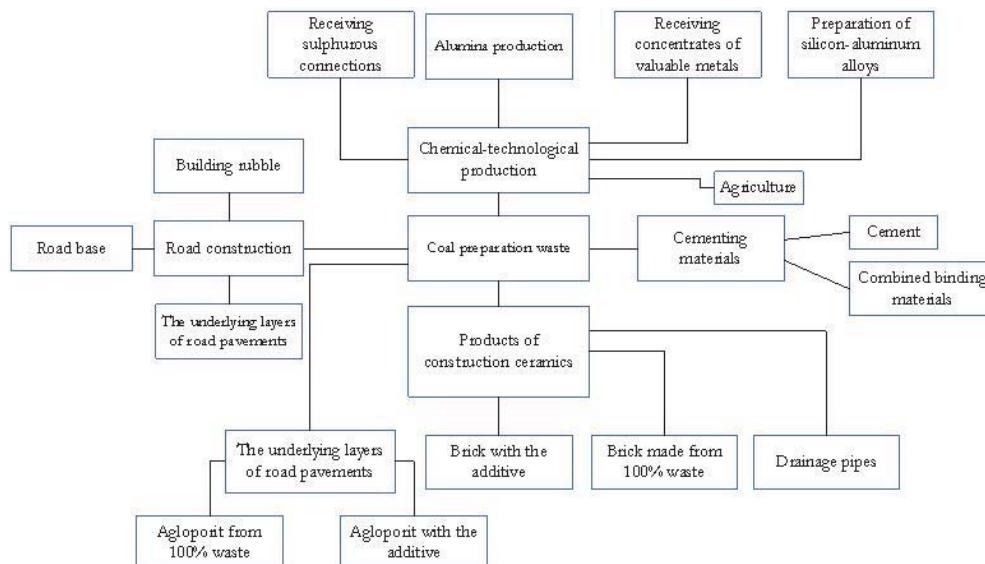 Receiving
sulphurous
connections
Alumina production
Receiving
concentrates of
valuable metals
Preparation of
silicon-aluminum
alloys
Building rubble
Chemical-technological
production
Agriculture
Road base
Road construction
Coal preparation waste
Cementing
materials
Cement
Combined binding
materials
The underlying layers
of road pavements
Products of
construction ceramics
The underlying layers
of road pavements
Brick with the
additive
Brick made from
100% waste
Drainage pipes
Agloporit from
100% waste
Agloporit with the
additive